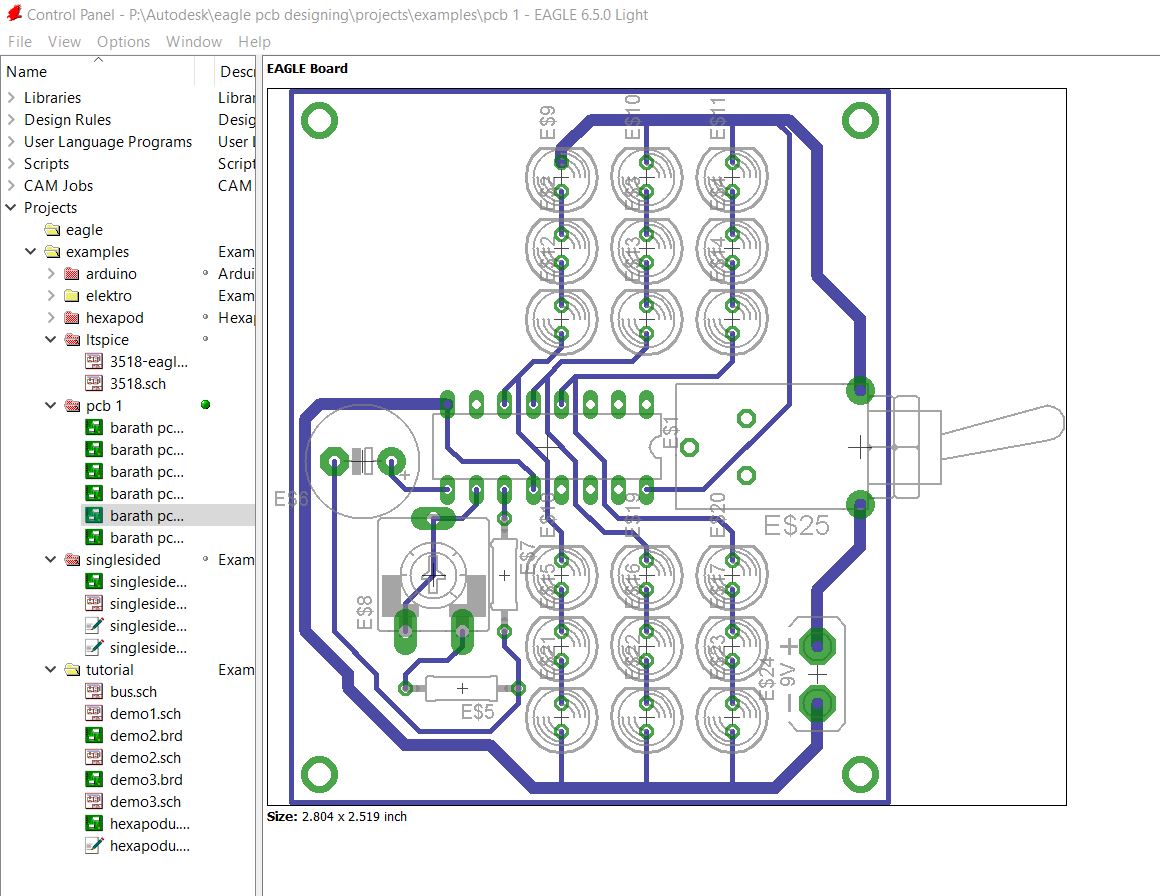 Control Panel - P:\Autodesk\eagle pcb designing\projects\examples\pcb 1 - EAGLE 6.5.0 Light
File View Options Window Help
Name Descr
Libraries Librar
Design Rules Desig
User Language Programs User l
Scripts Script
CAM Jobs CAM
Projects
eagle
examples Exam
arduino Ardui
elektro Exam
hexapod Hexa
ltspice
3518-eagl...
3518.sch
pcb 1
barath pc...
barath pc...
barath pc...
barath pc...
barath pc...
barath pc...
singlesided Exam
singleside...
singleside...
singleside...
singleside...
tutorial Exam
bus.sch
demo1.sch
demo2.brd
demo2.sch
demo3.brd
demo3.sch
hexapodu....
hexapodu....
EAGLE Board
E$9 E$10 E$11
E$1
E$6
E$25
E$18 E$19 E$20
E$7
E$8
E$5
E$21
E$24
+ 9V -
Size: 2.804 x 2.519 inch